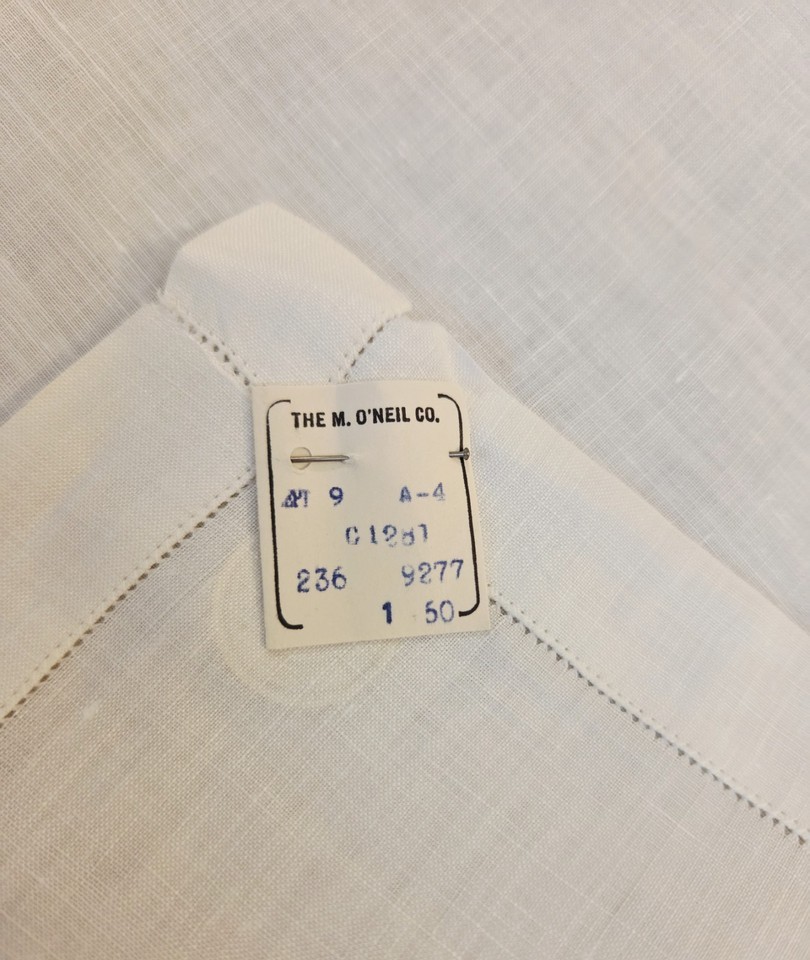 THE M. O'NEIL CO.
9 A-4
C1281
236 9277
1 50